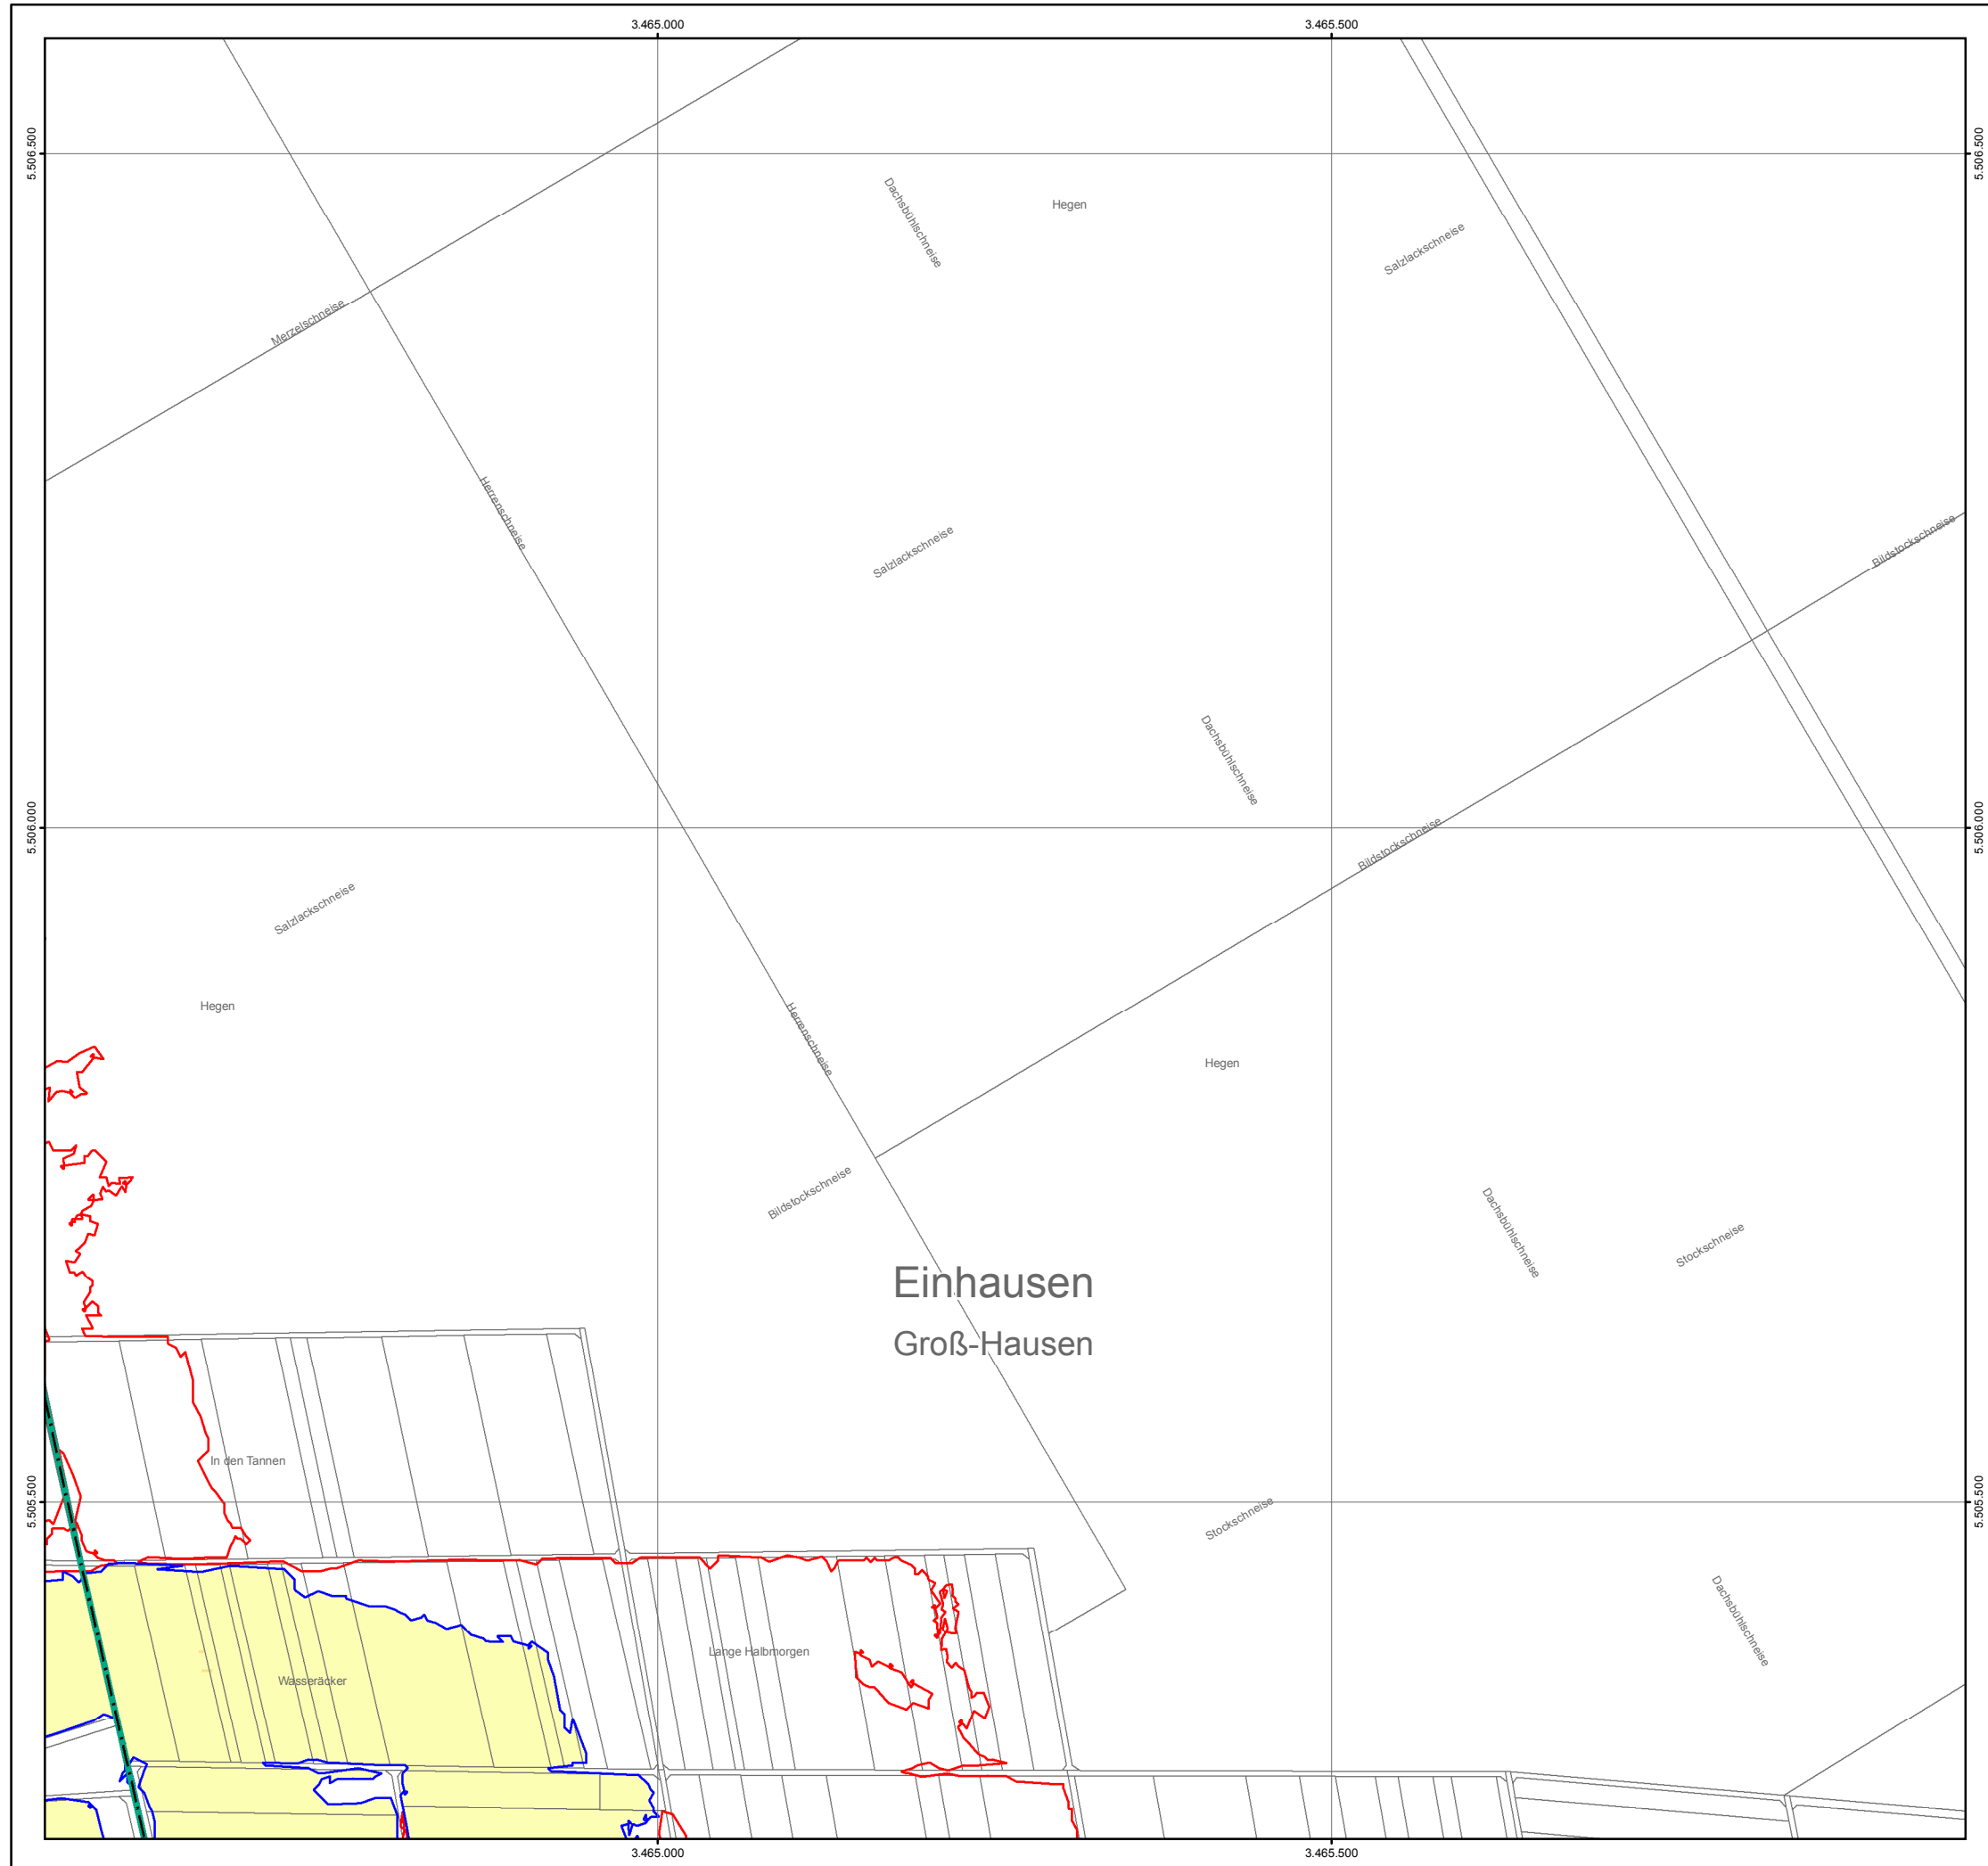 3.465.000
3.465.500
5.506.500
5.506.500
Dachsbühlschneise
Hegen
Salzlackschneise
Merzelschneise
Herrenschneise
Salzlackschneise
Bildstockschneise
Dachsbühlschneise
5.506.000
5.506.000
Bildstockschneise
Salzlackschneise
Hegen
Herrenschneise
Hegen
Bildstockschneise
Dachsbühlschneise
Stockschneise
Einhausen
Groß-Hausen
In den Tannen
5.505.500
5.505.500
Stockschneise
Dachsbühlschneise
Lange Halbmorgen
Wasseräcker
3.465.000
3.465.500